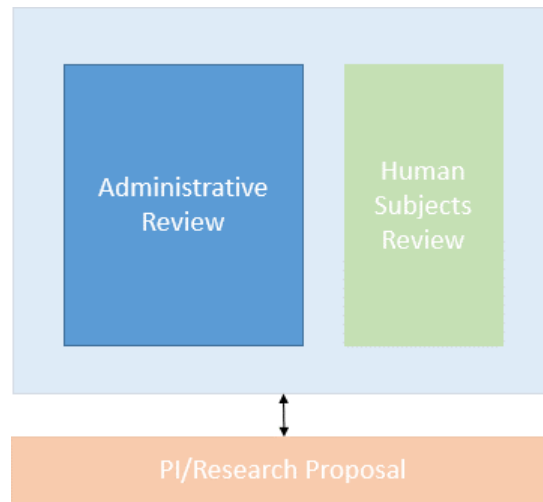 Administrative
Review
Human
Subjects
Review
PI/Research Proposal